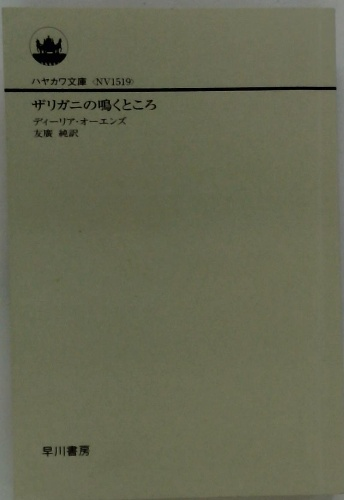 ハヤカワ文庫〈NV1519〉
ザリガニの鳴くところ
ディーリア・オーエンズ
友廣 純訳
早川書房